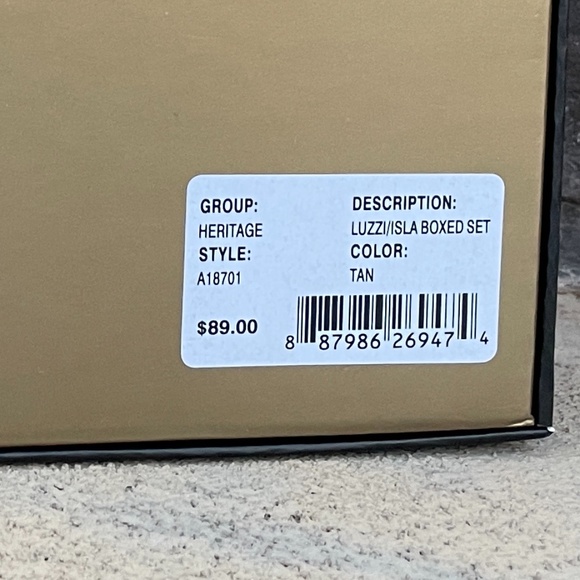 GROUP:
HERITAGE
STYLE:
A18701
DESCRIPTION:
LUZZI/ISLA BOXED SET
COLOR:
TAN
$89.00
8 87986 26947 4